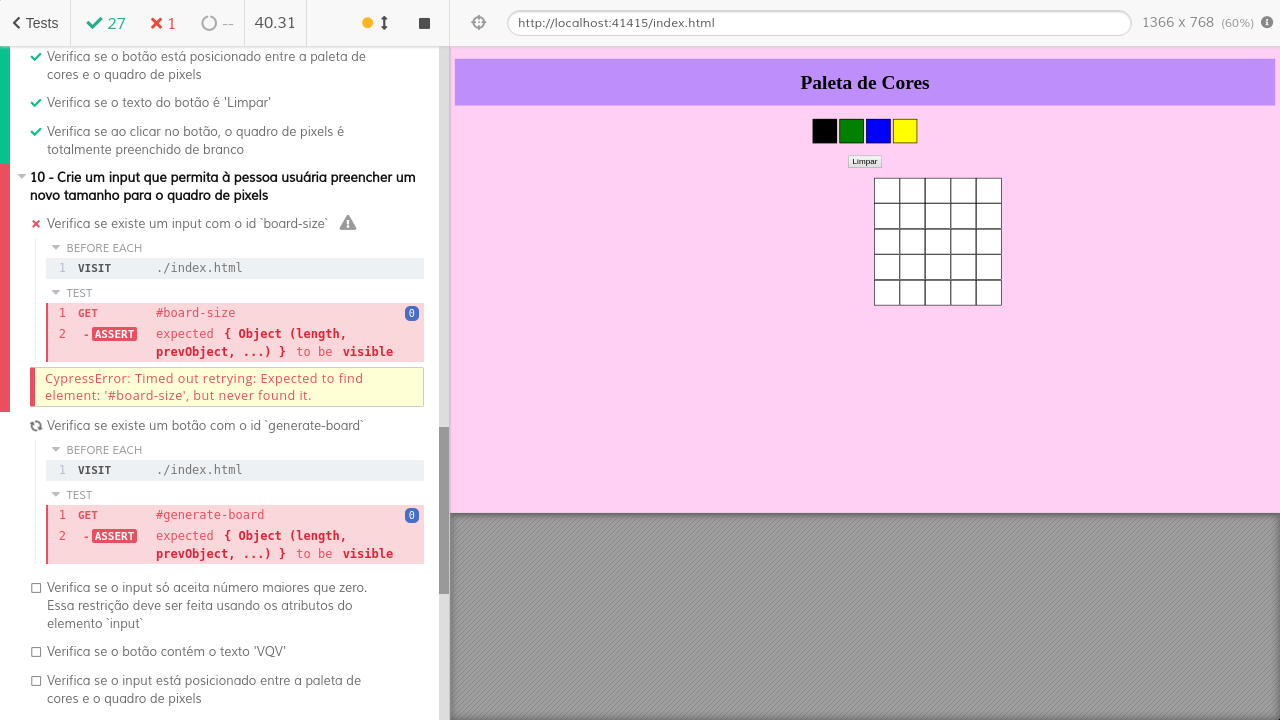 Tests
27
1
--
40.31
http://localhost:41415/index.html
1366 x 768 (60%)
Verifica se o botão está posicionado entre a paleta de
cores e o quadro de pixels
Verifica se o texto do botão é 'Limpar'
Verifica se ao clicar no botão, o quadro de pixels é
totalmente preenchido de branco
10 - Crie um input que permita à pessoa usuária preencher um
novo tamanho para o quadro de pixels
Verifica se existe um input com o id `board-size`
BEFORE EACH
1 VISIT ./index.html
TEST
1 GET #board-size 0
2 -ASSERT expected { Object (length,
prevObject, ...) } to be visible
CypressError: Timed out retrying: Expected to find
element: '#board-size', but never found it.
Verifica se existe um botão com o id `generate-board`
BEFORE EACH
1 VISIT ./index.html
TEST
1 GET #generate-board 0
2 -ASSERT expected { Object (length,
prevObject, ...) } to be visible
Verifica se o input só aceita número maiores que zero.
Essa restrição deve ser feita usando os atributos do
elemento `input`
Verifica se o botão contém o texto 'VQV'
Verifica se o input está posicionado entre a paleta de
cores e o quadro de pixels
Paleta de Cores
Limpar